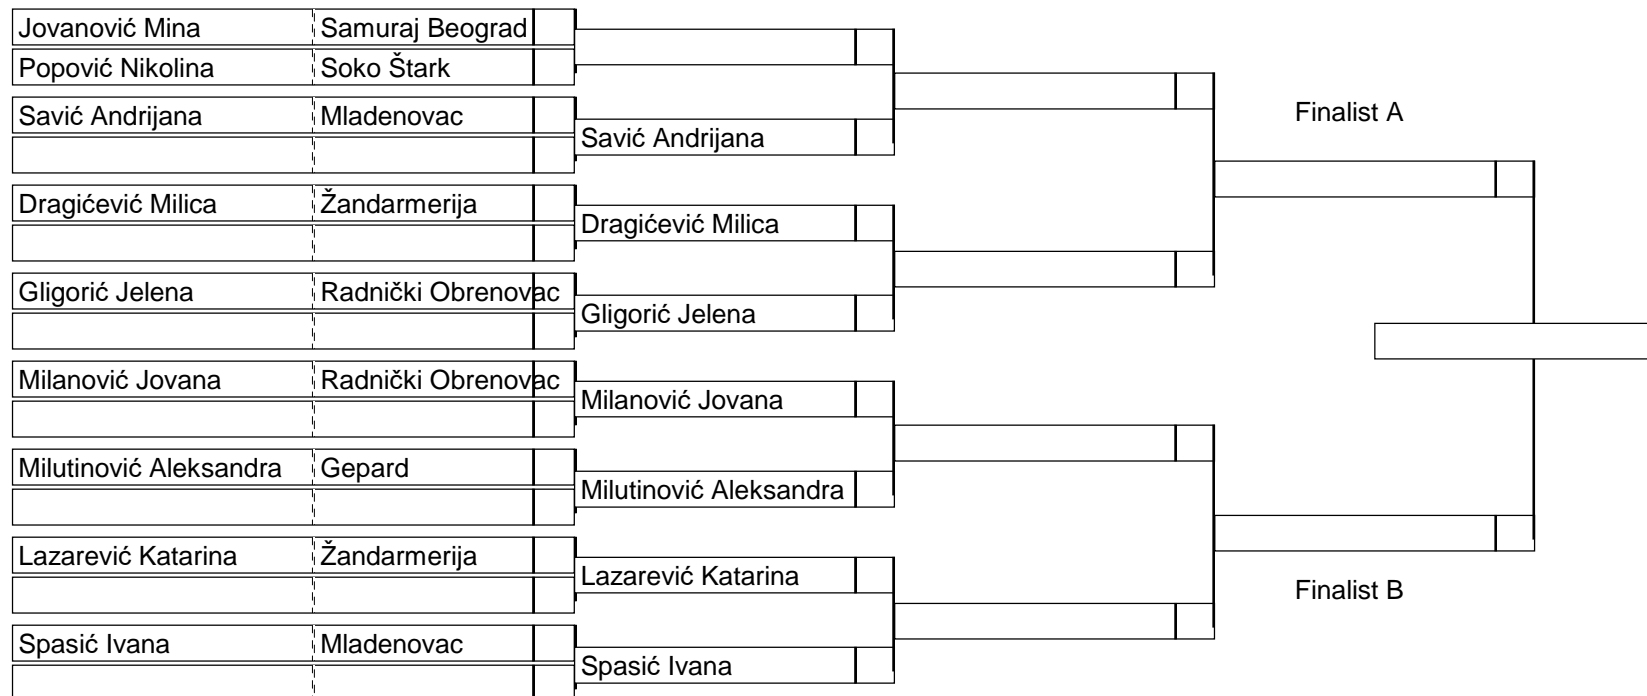 Jovanović Mina Samuraj Beograd
Popović Nikolina Soko Štark
Savić Andrijana Mladenovac
Savić Andrijana
Finalist A
Dragićević Milica Žandarmerija
Dragićević Milica
Gligorić Jelena Radnički Obrenovac
Gligorić Jelena
Milanović Jovana Radnički Obrenovac
Milanović Jovana
Milutinović Aleksandra Gepard
Milutinović Aleksandra
Lazarević Katarina Žandarmerija
Lazarević Katarina
Finalist B
Spasić Ivana Mladenovac
Spasić Ivana